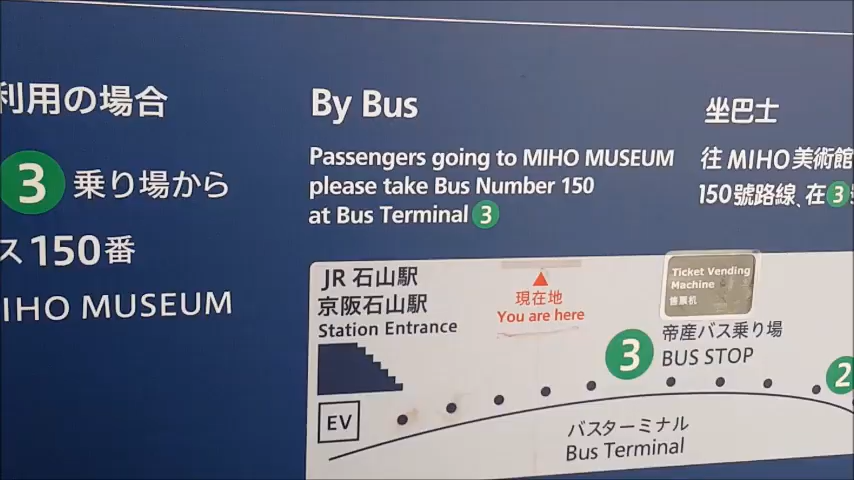 利用の場合
3 乗り場から
ス150番
MIHO MUSEUM
By Bus
Passengers going to MIHO MUSEUM
please take Bus Number 150
at Bus Terminal 3
坐巴士
往 MIHO美術館
150號路線、在3
JR 石山駅
京阪石山駅
Station Entrance
EV
現在地
You are here
Ticket Vending
Machine
售票机
3
帝産バス乗り場
BUS STOP
2
バスターミナル
Bus Terminal